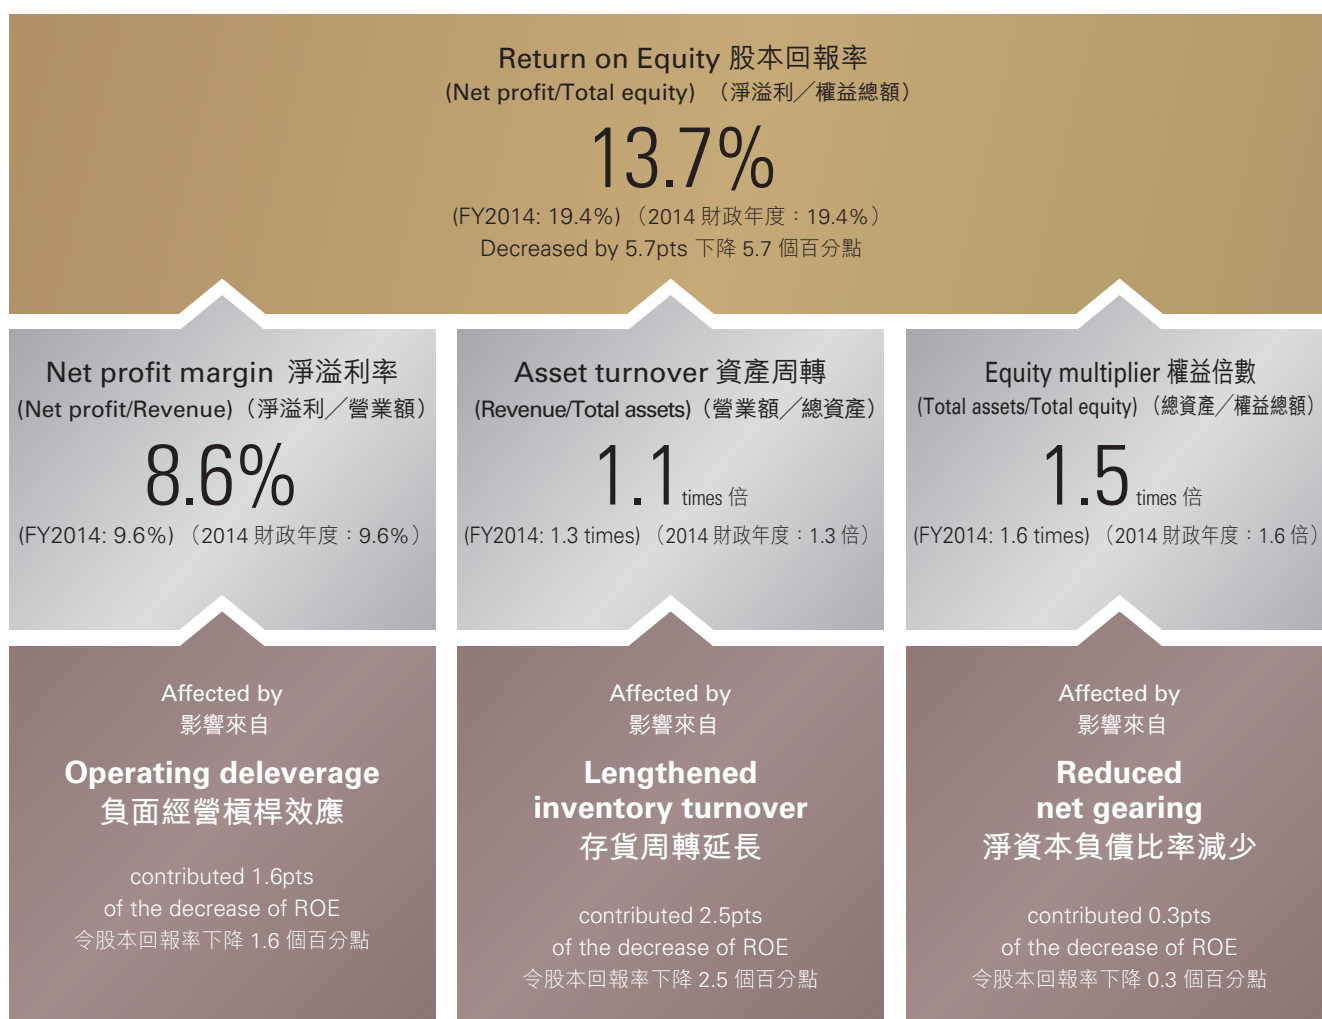 Return on Equity 股本回報率
(Net profit/Total equity) （淨溢利／權益總額）
13.7%
(FY2014: 19.4%) （2014 財政年度：19.4%）
Decreased by 5.7pts 下降 5.7 個百分點
Net profit margin 淨溢利率
(Net profit/Revenue)（淨溢利／營業額）
8.6%
(FY2014: 9.6%) （2014 財政年度：9.6%）
Asset turnover 資產周轉
(Revenue/Total assets)（營業額／總資產）
1.1 times 倍
(FY2014: 1.3 times) （2014 財政年度：1.3 倍）
Equity multiplier 權益倍數
(Total assets/Total equity) （總資產／權益總額）
1.5 times 倍
(FY2014: 1.6 times) （2014 財政年度：1.6 倍）
Affected by
影響來自
Operating deleverage
負面經營槓桿效應
contributed 1.6pts
of the decrease of ROE
令股本回報率下降 1.6 個百分點
Affected by
影響來自
Lengthened
inventory turnover
存貨周轉延長
contributed 2.5pts
of the decrease of ROE
令股本回報率下降 2.5 個百分點
Affected by
影響來自
Reduced
net gearing
淨資本負債比率減少
contributed 0.3pts
of the decrease of ROE
令股本回報率下降 0.3 個百分點